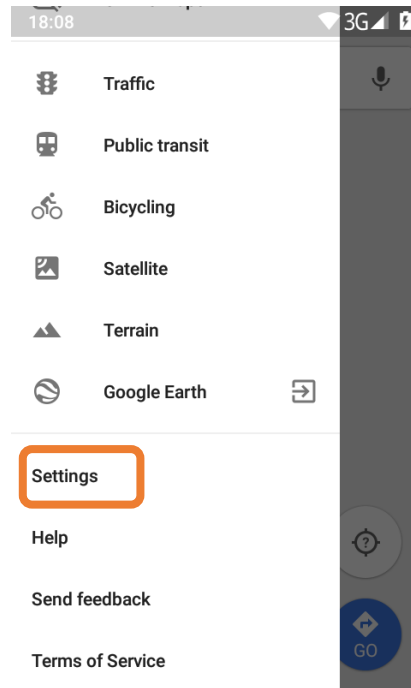 18:08
3G
Traffic
Public transit
Bicycling
Satellite
Terrain
Google Earth
Settings
Help
?
Send feedback
GO
Terms of Service